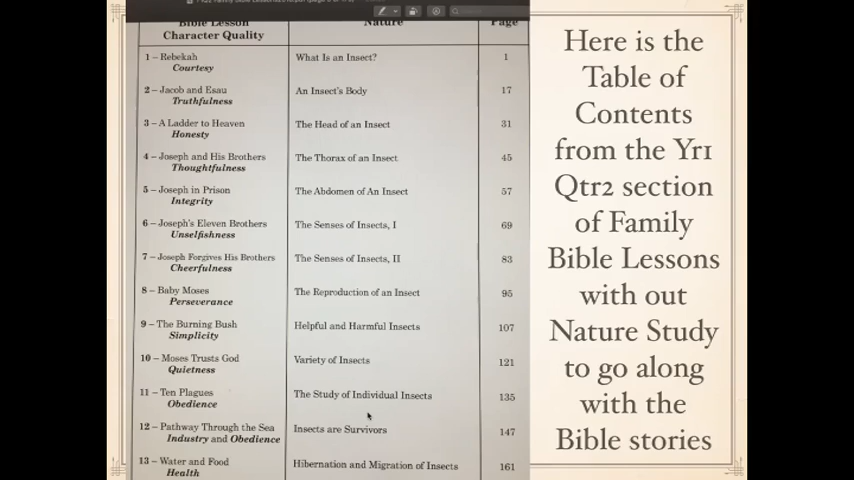 Bible Lesson Nature Page
Character Quality
1 – Rebekah What Is an Insect? 1
Courtesy
2 – Jacob and Esau An Insect's Body 17
Truthfulness
3 – A Ladder to Heaven The Head of an Insect 31
Honesty
4 – Joseph and His Brothers The Thorax of an Insect 45
Thoughtfulness
5 – Joseph in Prison The Abdomen of An Insect 57
Integrity
6 – Joseph's Eleven Brothers The Senses of Insects, I 69
Unselfishness
7 – Joseph Forgives His Brothers The Senses of Insects, II 83
Cheerfulness
8 – Baby Moses The Reproduction of an Insect 95
Perseverance
9 – The Burning Bush Helpful and Harmful Insects 107
Simplicity
10 – Moses Trusts God Variety of Insects 121
Quietness
11 – Ten Plagues The Study of Individual Insects 135
Obedience
12 – Pathway Through the Sea Insects are Survivors 147
Industry and Obedience
13 – Water and Food Hibernation and Migration of Insects 161
Health
Here is the
Table of
Contents
from the Yr1
Qtr2 section
of Family
Bible Lessons
with out
Nature Study
to go along
with the
Bible stories